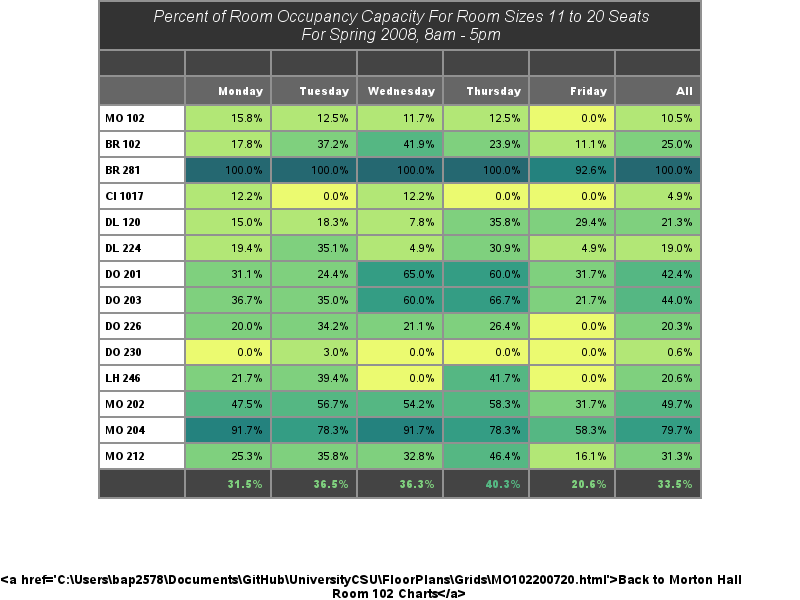 Percent of Room Occupancy Capacity For Room Sizes 11 to 20 Seats
For Spring 2008, 8am - 5pm
Monday Tuesday Wednesday Thursday Friday All
MO 102 15.8% 12.5% 11.7% 12.5% 0.0% 10.5%
BR 102 17.8% 37.2% 41.9% 23.9% 11.1% 25.0%
BR 281 100.0% 100.0% 100.0% 100.0% 92.6% 100.0%
CI 1017 12.2% 0.0% 12.2% 0.0% 0.0% 4.9%
DL 120 15.0% 18.3% 7.8% 35.8% 29.4% 21.3%
DL 224 19.4% 35.1% 4.9% 30.9% 4.9% 19.0%
DO 201 31.1% 24.4% 65.0% 60.0% 31.7% 42.4%
DO 203 36.7% 35.0% 60.0% 66.7% 21.7% 44.0%
DO 226 20.0% 34.2% 21.1% 26.4% 0.0% 20.3%
DO 230 0.0% 3.0% 0.0% 0.0% 0.0% 0.6%
LH 246 21.7% 39.4% 0.0% 41.7% 0.0% 20.6%
MO 202 47.5% 56.7% 54.2% 58.3% 31.7% 49.7%
MO 204 91.7% 78.3% 91.7% 78.3% 58.3% 79.7%
MO 212 25.3% 35.8% 32.8% 46.4% 16.1% 31.3%
31.5% 36.5% 36.3% 40.3% 20.6% 33.5%
<a href='C:\Users\bap2578\Documents\GitHub\UniversityCSU\FloorPlans\Grids\MO102200720.html'>Back to Morton Hall
Room 102 Charts</a>